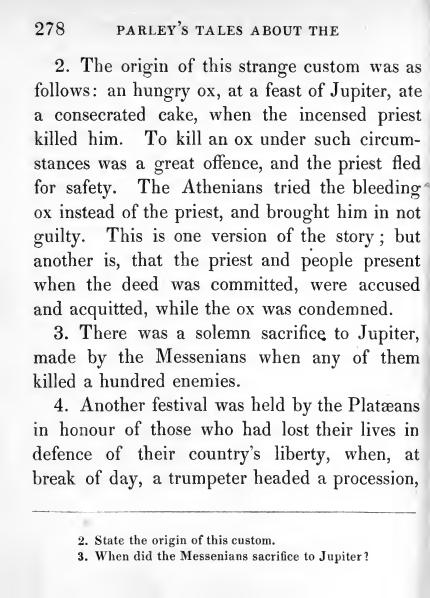 278 PARLEY'S TALES ABOUT THE
2. The origin of this strange custom was as
follows: an hungry ox, at a feast of Jupiter, ate
a consecrated cake, when the incensed priest
killed him. To kill an ox under such circum-
stances was a great offence, and the priest fled
for safety. The Athenians tried the bleeding
ox instead of the priest, and brought him in not
guilty. This is one version of the story; but
another is, that the priest and people present
when the deed was committed, were accused
and acquitted, while the ox was condemned.
3. There was a solemn sacrifice to Jupiter,
made by the Messenians when any of them
killed a hundred enemies.
4. Another festival was held by the Platæans
in honour of those who had lost their lives in
defence of their country's liberty, when, at
break of day, a trumpeter headed a procession,
2. State the origin of this custom.
3. When did the Messenians sacrifice to Jupiter?